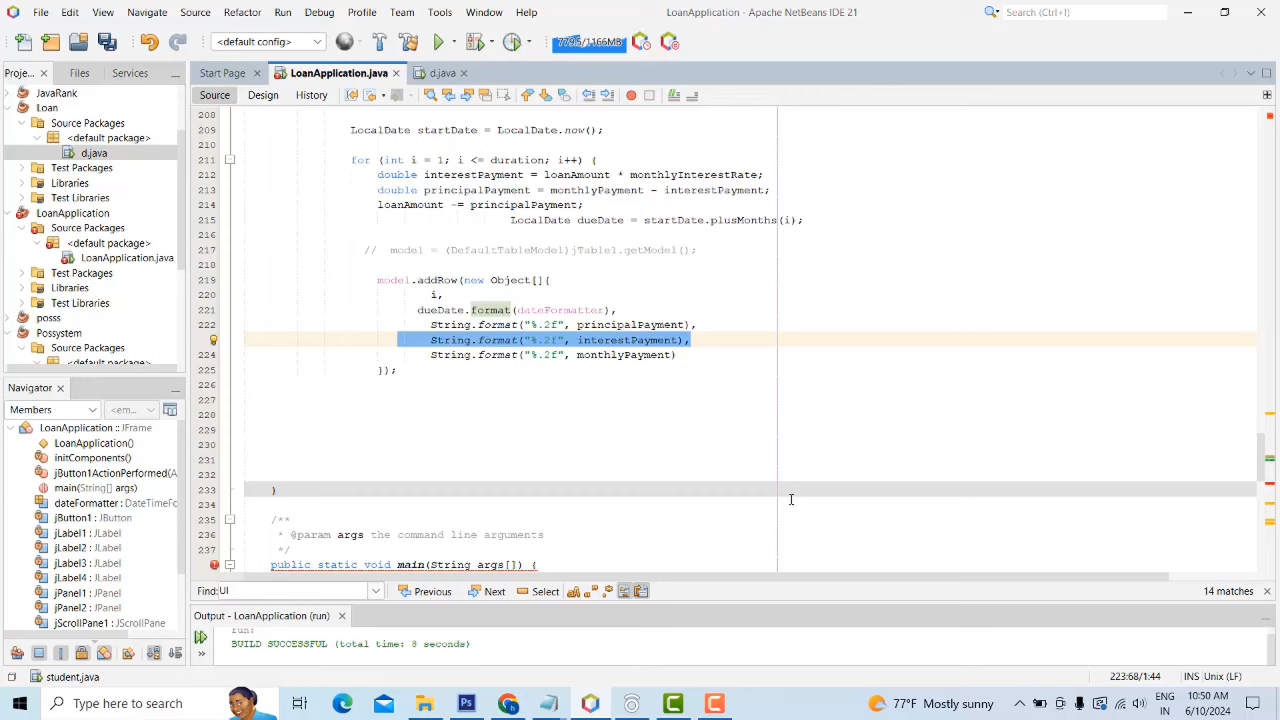 File Edit View Navigate Source Refactor Run Debug Profile Team Tools Window Help LoanApplication - Apache NetBeans IDE 21 Search (Ctrl+I)
<default config> 779.5/1166MB
Proje... Files Services Start Page LoanApplication.java d.java
JavaRank
Loan
Source Packages
<default package>
d.java
Test Packages
Libraries
LoanApplication
Source Packages
<default package>
LoanApplication.java
Test Packages
Libraries
Test Libraries
posss
Possystem
Source Packages
Source Design History
208
209 LocalDate startDate = LocalDate.now();
210
211 for (int i = 1; i <= duration; i++) {
212 double interestPayment = loanAmount * monthlyInterestRate;
213 double principalPayment = monthlyPayment - interestPayment;
214 loanAmount -= principalPayment;
215 LocalDate dueDate = startDate.plusMonths(i);
216
217 // model = (DefaultTableModel)jTable1.getModel();
218
219 model.addRow(new Object[]{
220 i,
221 dueDate.format(dateFormatter),
222 String.format("%.2f", principalPayment),
String.format("%.2f", interestPayment),
224 String.format("%.2f", monthlyPayment)
225 });
226
227
228
229
230
231
232
233 }
234
235 /**
236 * @param args the command line arguments
237 */
public static void main(String args[]) {
Navigator
Members <em...
LoanApplication :: JFrame
LoanApplication()
initComponents()
jButton1ActionPerformed(A
main(String[] args)
dateFormatter : DateTimeFo
jButton1 : JButton
jLabel1 : JLabel
jLabel2 : JLabel
jLabel3 : JLabel
jLabel4 : JLabel
jPanel1 : JPanel
jPanel2 : JPanel
jScrollPane1 : JScrollPane
Find: UI Previous Next Select 14 matches
Output - LoanApplication (run)
run:
BUILD SUCCESSFUL (total time: 8 seconds)
student.java 223:68/1:44 INS Unix (LF)
Type here to search 77°F Mostly sunny IN 10:50 AM 6/10/2024